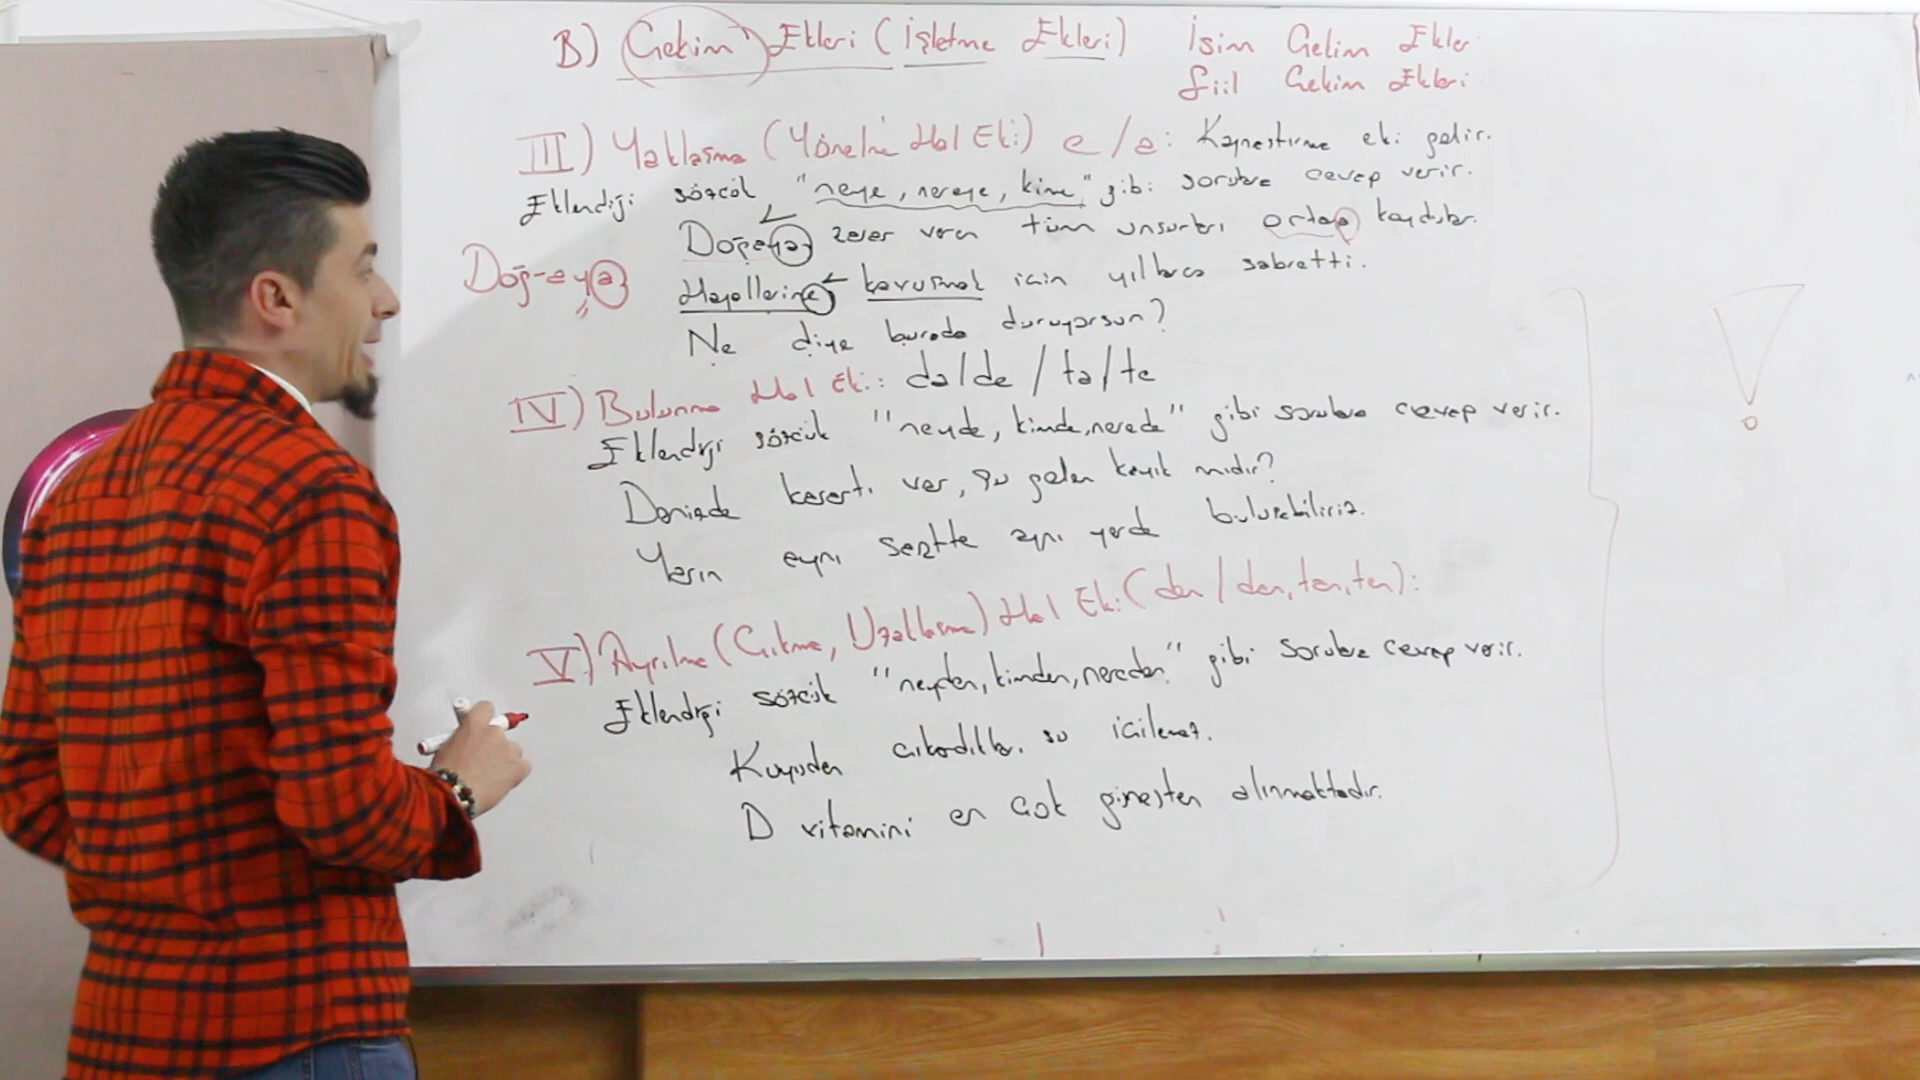 B) Çekim Ekleri (İşletme Ekleri) İsim Çekim Ekler
Fiil Çekim Ekleri
III) Yaklaşma (Yönelme Hal Eki) e/a: Kaynaştırma eki gelir.
Eklendiği sözcük "neye, nereye, kime" gibi sorulara cevap verir.
Doğaya zarar veren tüm unsurları ortadan kaydılar.
Doğ-a ya
Hayallerine kavuşmak için yıllarca sabretti.
Ne diye burada duruyorsun?
IV) Bulunma Hal Eki: da/de/ta/te
Eklendiği sözcük "neyde, kimde, nerede" gibi sorulara cevap verir.
Denizde karartı var, şu gelen kayık mıdır?
Yarın aynı saatte aynı yerde buluşabiliriz.
V) Ayrılma (Çıkma, Uzaklaşma) Hal Eki (dan/den, tan, ten):
Eklendiği sözcük "neyden, kimden, nereden" gibi sorulara cevap verir.
Kuyudan çıkardıkları su içilemez.
D vitamini en çok güneşten alınmaktadır.